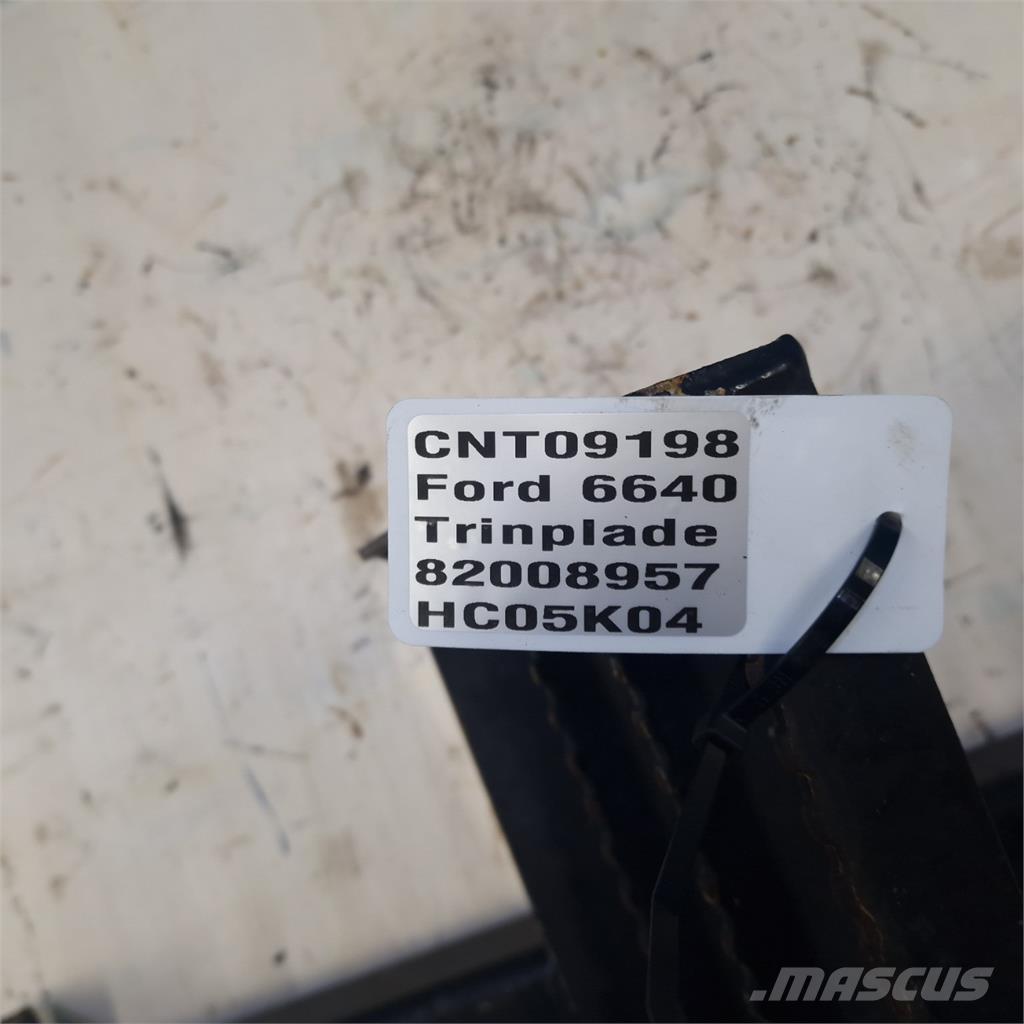 CNT09198
Ford 6640
Trinplade
82008957
HC05K04
.MASCUS